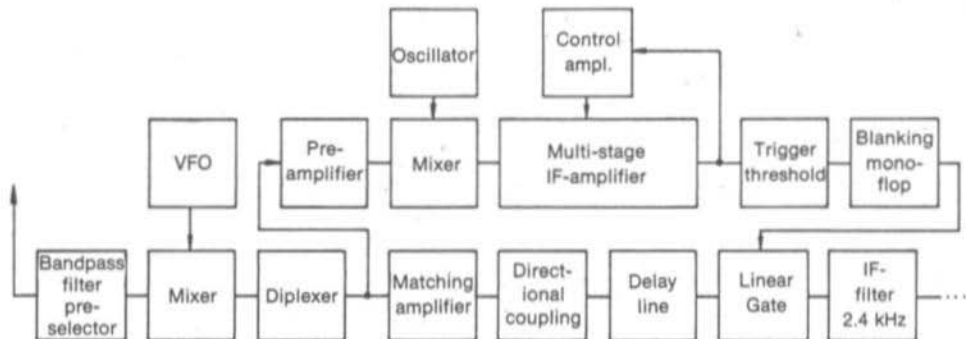 Oscillator
Control
ampl.
VFO
Pre-
amplifier
Mixer
Multi-stage
IF-amplifier
Trigger
threshold
Blanking
mono-
flop
Bandpass
filter
pre-
selector
Mixer
Diplexer
Matching
amplifier
Direct-
ional
coupling
Delay
line
Linear
Gate
IF-
filter
2.4 kHz